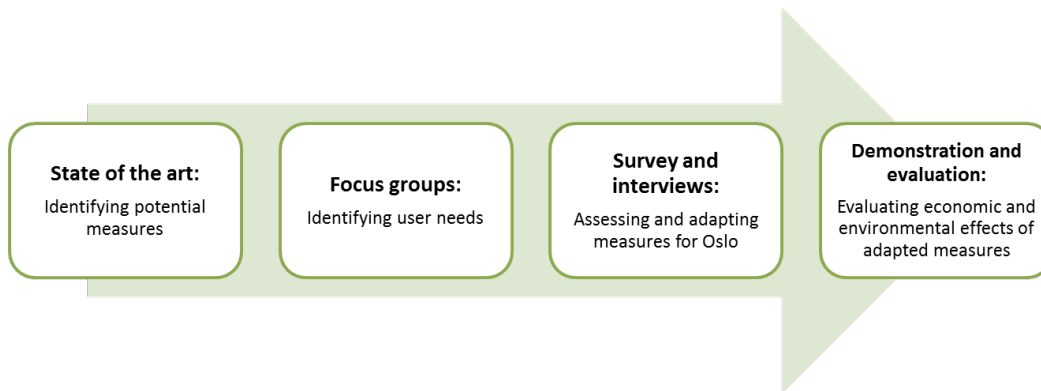 State of the art:
Identifying potential
measures
Focus groups:
Identifying user needs
Survey and
interviews:
Assessing and adapting
measures for Oslo
Demonstration and
evaluation:
Evaluating economic and
environmental effects of
adapted measures